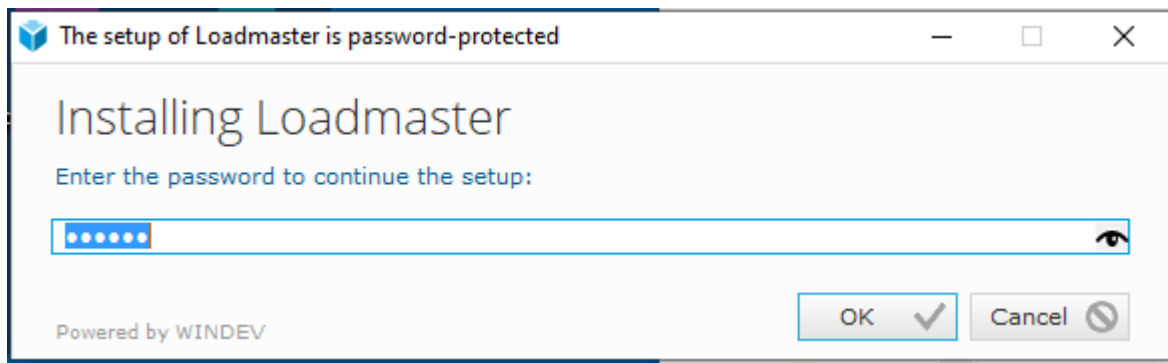 The setup of Loadmaster is password-protected
Installing Loadmaster
Enter the password to continue the setup:
••••••
OK
Cancel
Powered by WINDEV